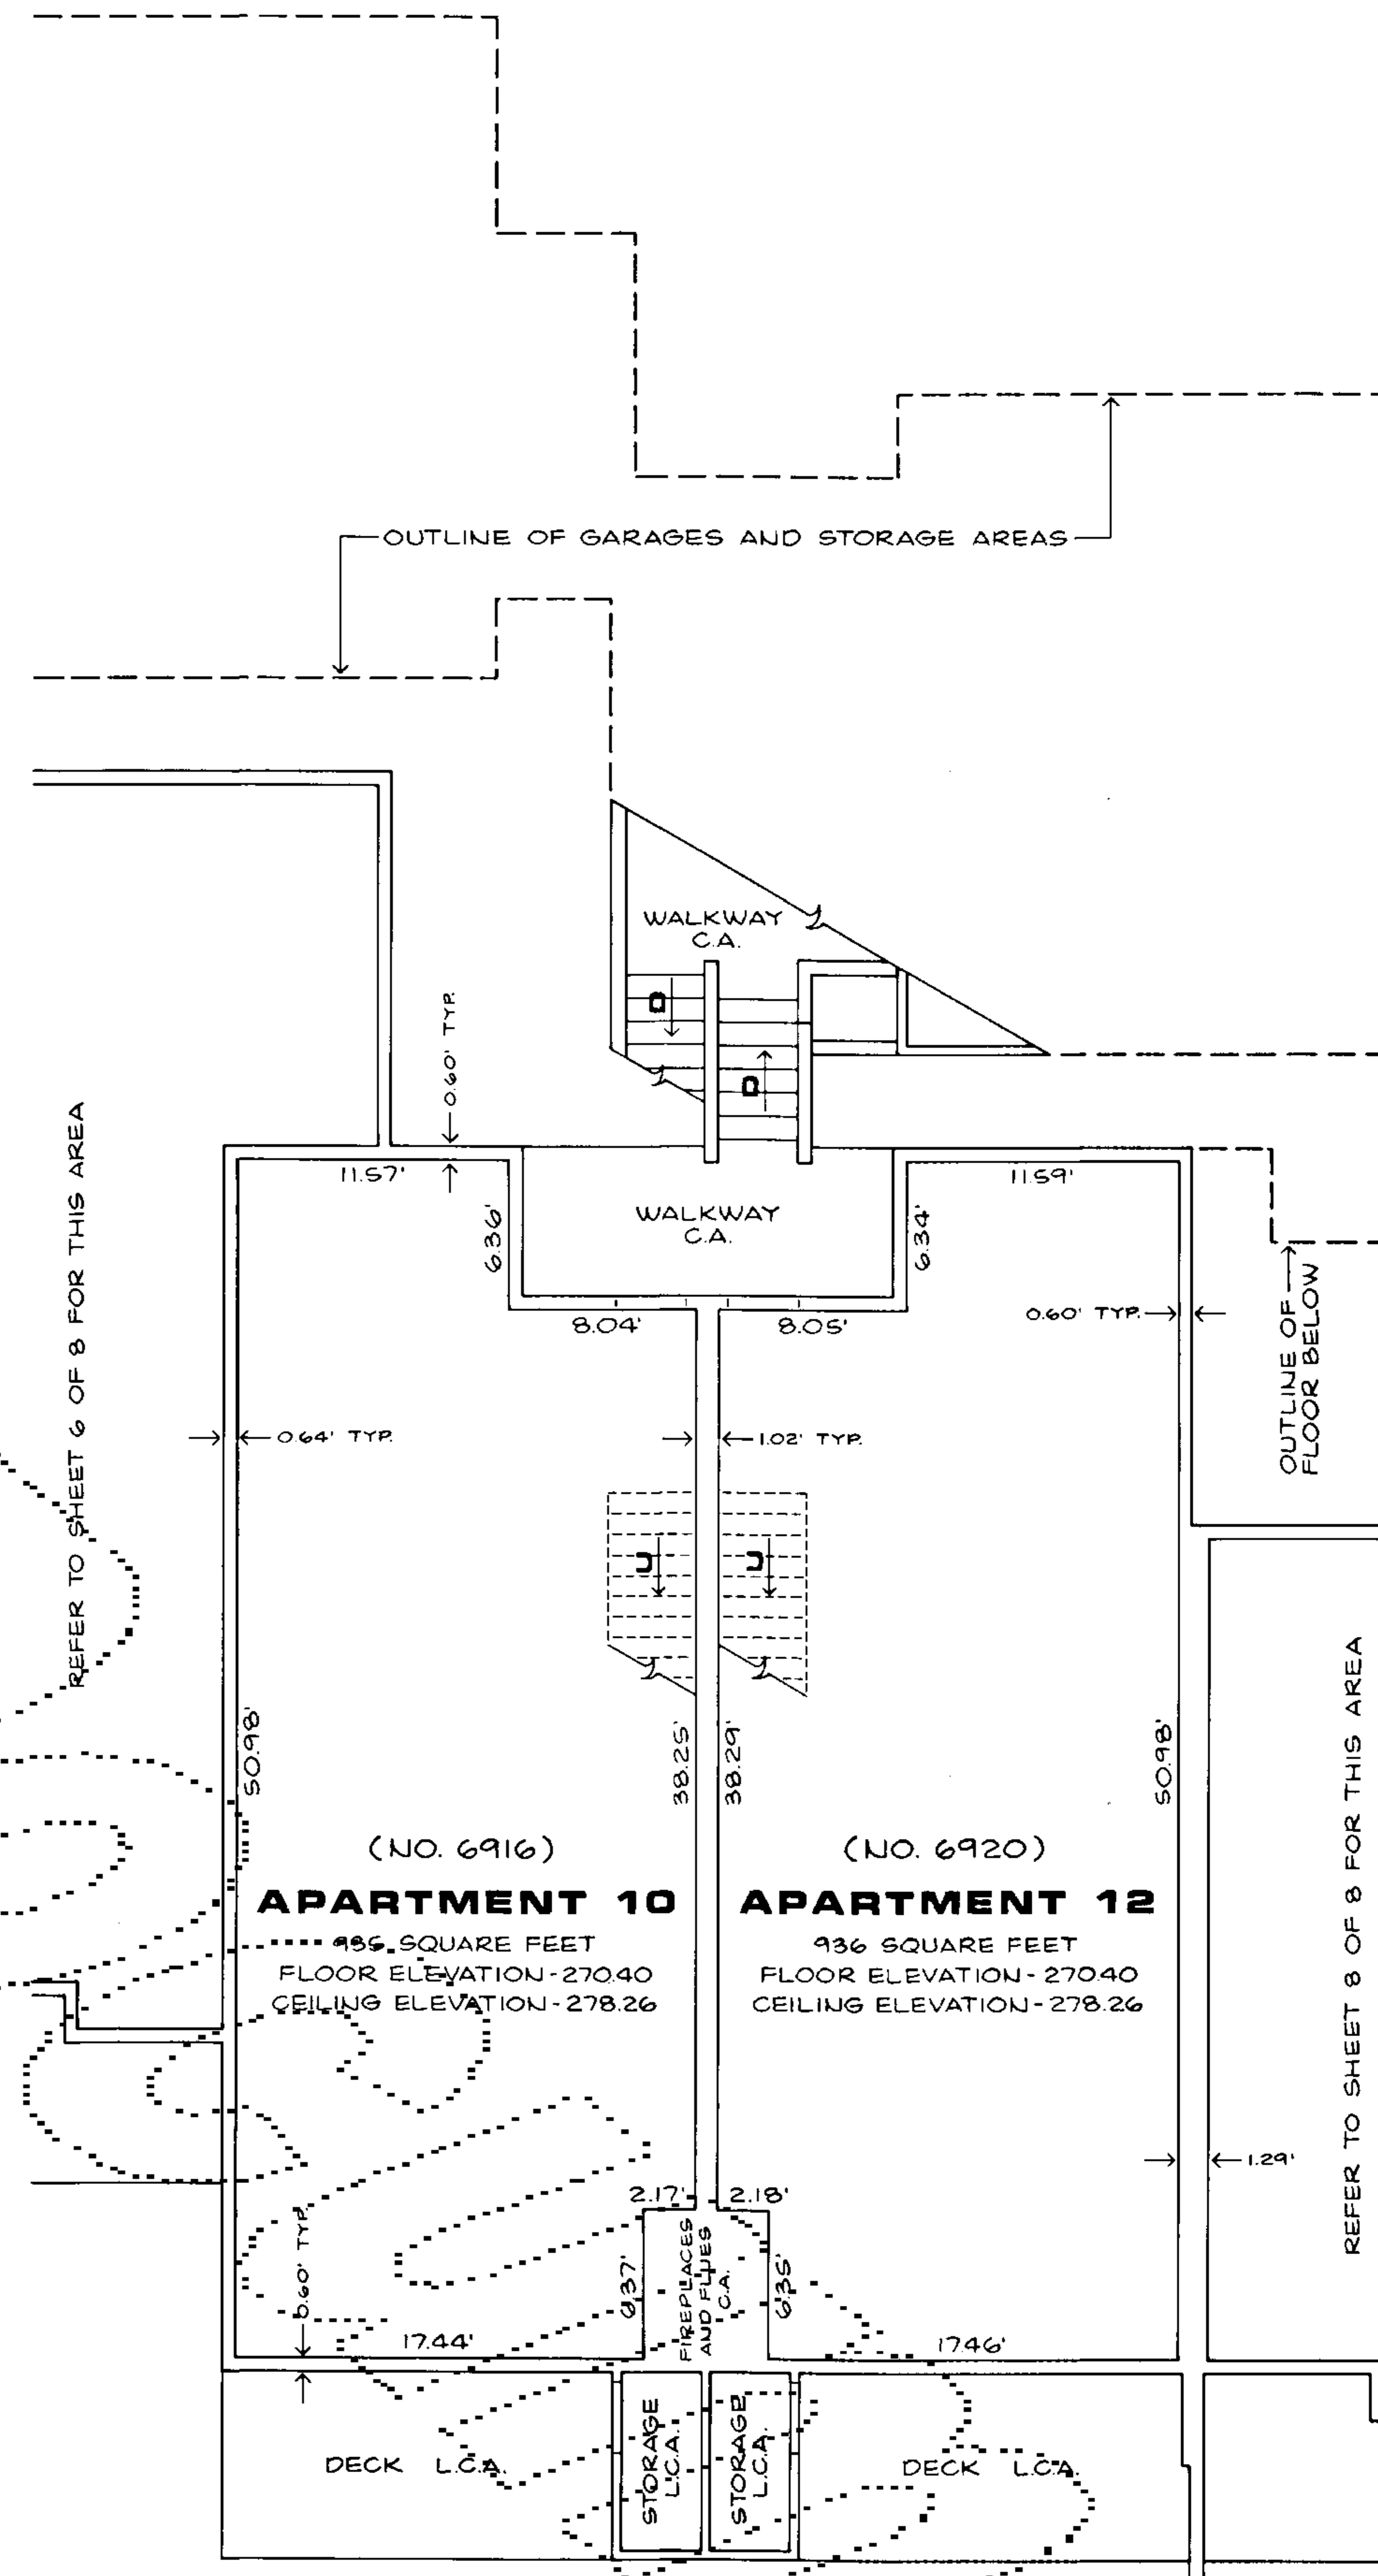 OUTLINE OF GARAGES AND STORAGE AREAS
WALKWAY
C.A.
D
D
0.60' TYP.
REFER TO SHEET 6 OF 8 FOR THIS AREA
11.57'
6.36'
WALKWAY
C.A.
11.59'
6.34'
8.04'
8.05'
0.60' TYP.
OUTLINE OF
FLOOR BELOW
0.64' TYP.
1.02' TYP.
U
U
50.98'
38.25'
38.29'
50.98'
REFER TO SHEET 8 OF 8 FOR THIS AREA
(NO. 6916)
APARTMENT 10
935 SQUARE FEET
FLOOR ELEVATION-270.40
CEILING ELEVATION-278.26
(NO. 6920)
APARTMENT 12
936 SQUARE FEET
FLOOR ELEVATION-270.40
CEILING ELEVATION-278.26
1.29'
2.17'
2.18'
0.60' TYP.
6.37'
FIREPLACES
AND FLUES
C.A.
6.35'
17.44'
17.46'
DECK L.C.A.
STORAGE
L.C.A.
STORAGE
L.C.A.
DECK L.C.A.